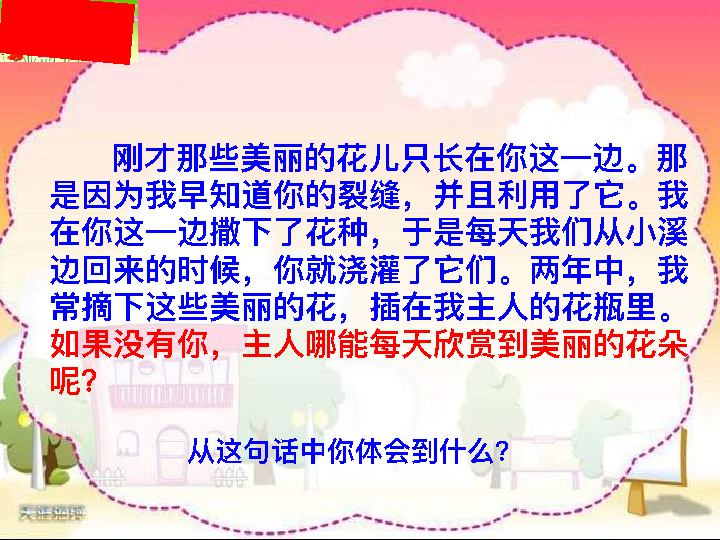 刚才那些美丽的花儿只长在你这一边。那
是因为我早知道你的裂缝，并且利用了它。我
在你这一边撒下了花种，于是每天我们从小溪
边回来的时候，你就浇灌了它们。两年中，我
常摘下这些美丽的花，插在我主人的花瓶里。
如果没有你，主人哪能每天欣赏到美丽的花朵
呢？
从这句话中你体会到什么？